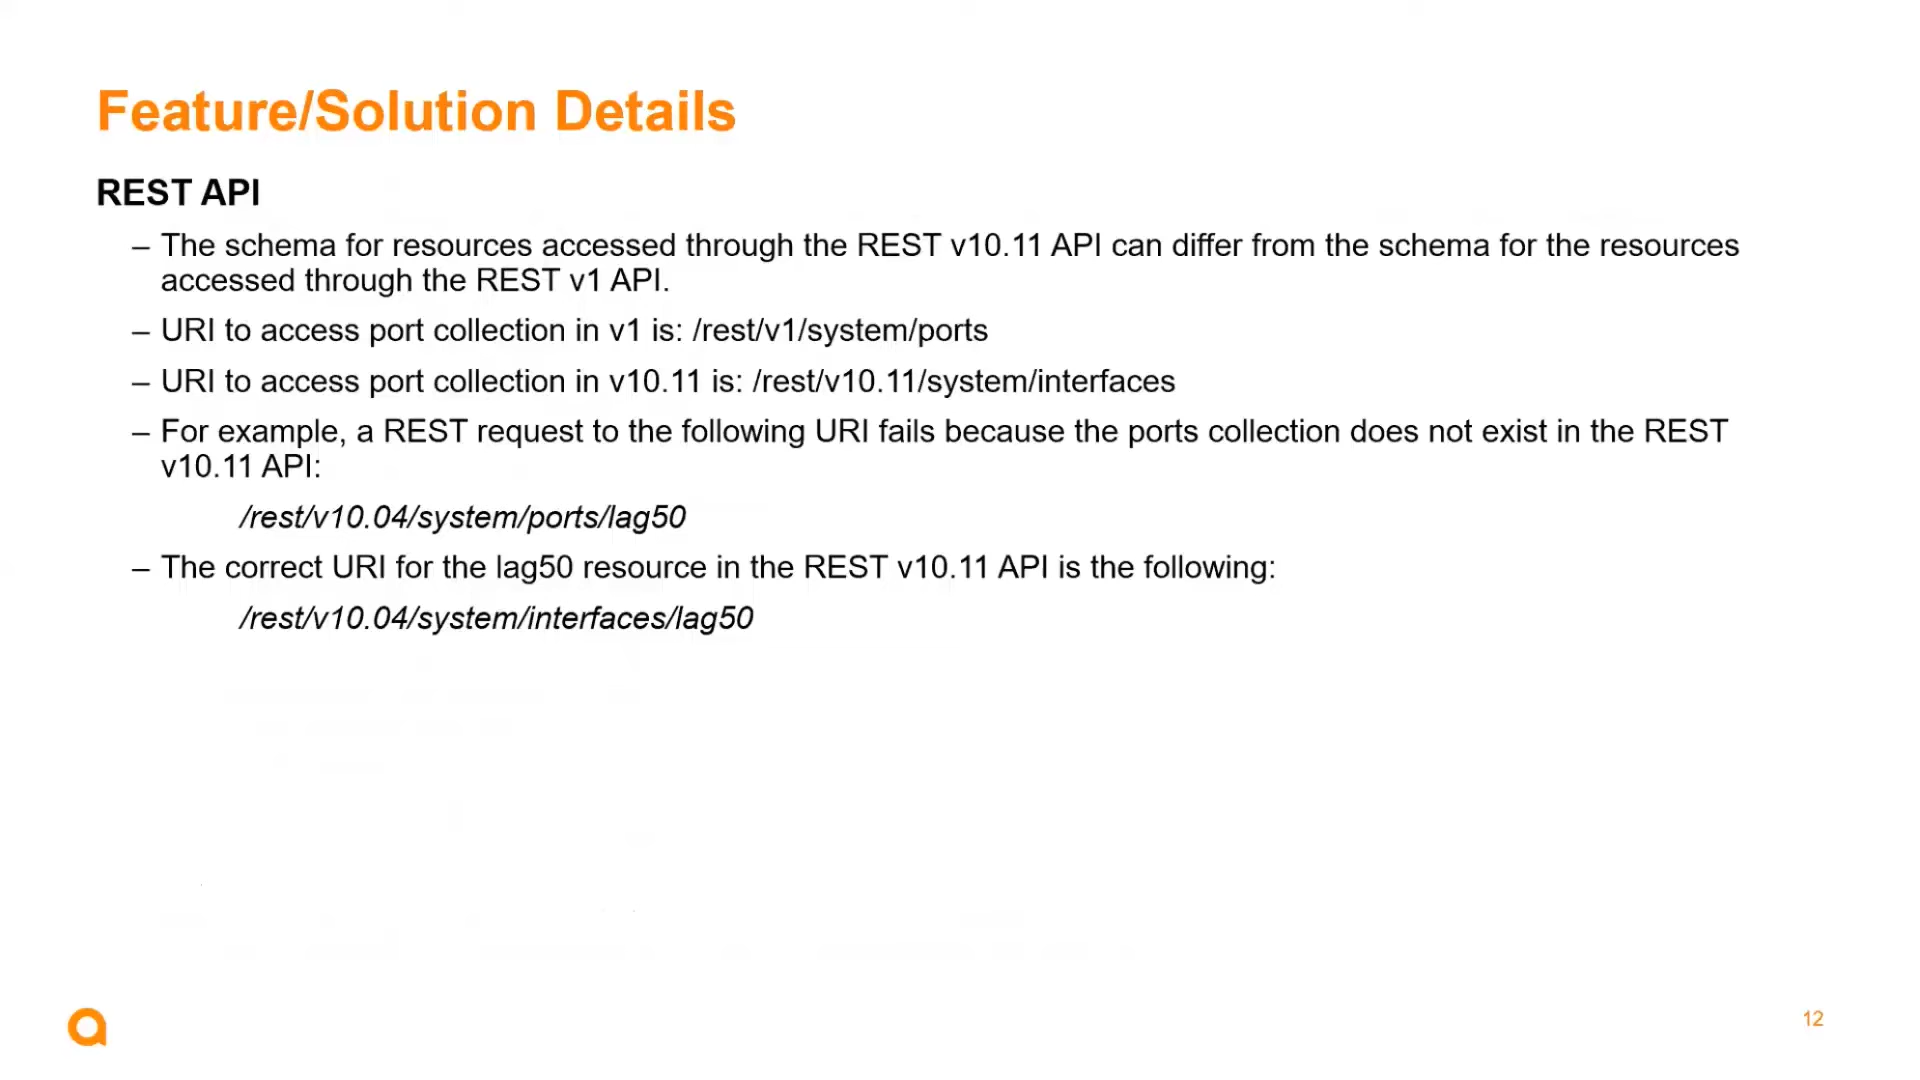 Feature/Solution Details
REST API
– The schema for resources accessed through the REST v10.11 API can differ from the schema for the resources
accessed through the REST v1 API.
– URI to access port collection in v1 is: /rest/v1/system/ports
– URI to access port collection in v10.11 is: /rest/v10.11/system/interfaces
– For example, a REST request to the following URI fails because the ports collection does not exist in the REST
v10.11 API:
/rest/v10.04/system/ports/lag50
– The correct URI for the lag50 resource in the REST v10.11 API is the following:
/rest/v10.04/system/interfaces/lag50
12